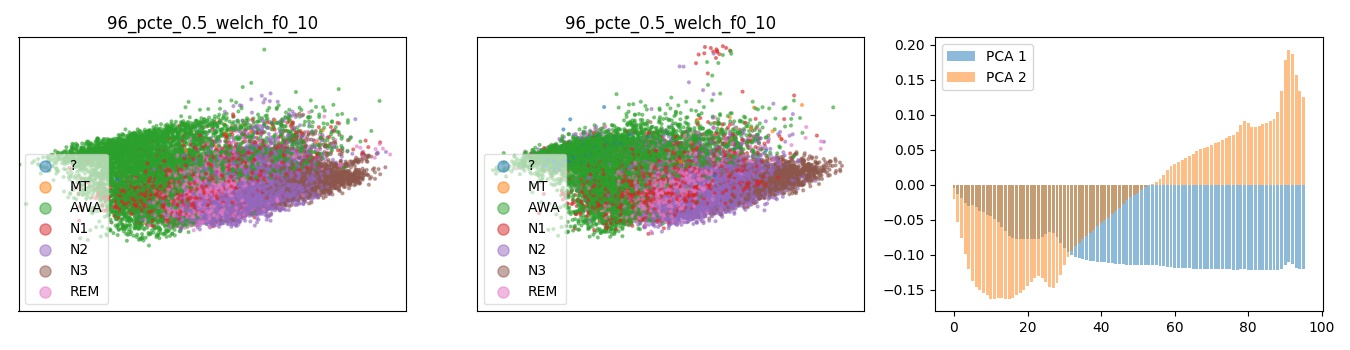 96_pcte_0.5_welch_f0_10
?
MT
AWA
N1
N2
N3
REM
96_pcte_0.5_welch_f0_10
?
MT
AWA
N1
N2
N3
REM
PCA 1
PCA 2
0.20
0.15
0.10
0.05
0.00
−0.05
−0.10
−0.15
0 20 40 60 80 100